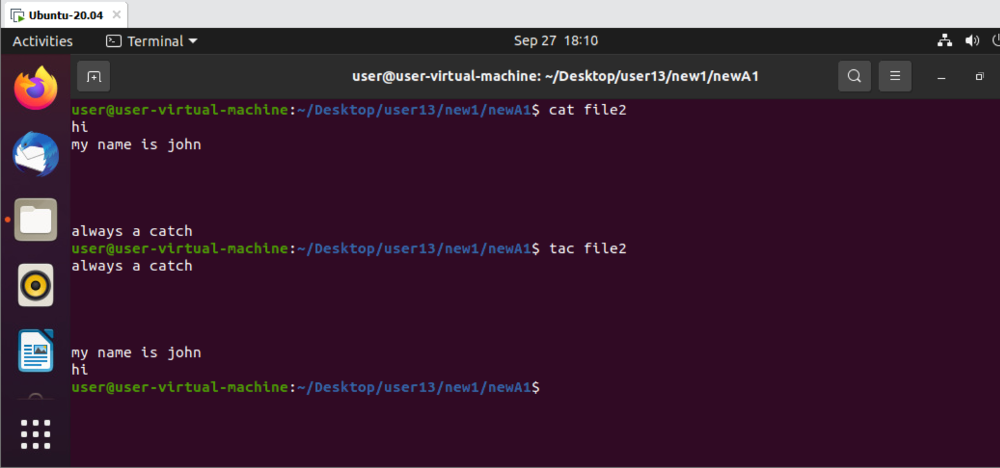 Ubuntu-20.04
Activities Terminal Sep 27 18:10
user@user-virtual-machine: ~/Desktop/user13/new1/newA1
user@user-virtual-machine:~/Desktop/user13/new1/newA1$ cat file2
hi
my name is john
always a catch
user@user-virtual-machine:~/Desktop/user13/new1/newA1$ tac file2
always a catch
my name is john
hi
user@user-virtual-machine:~/Desktop/user13/new1/newA1$